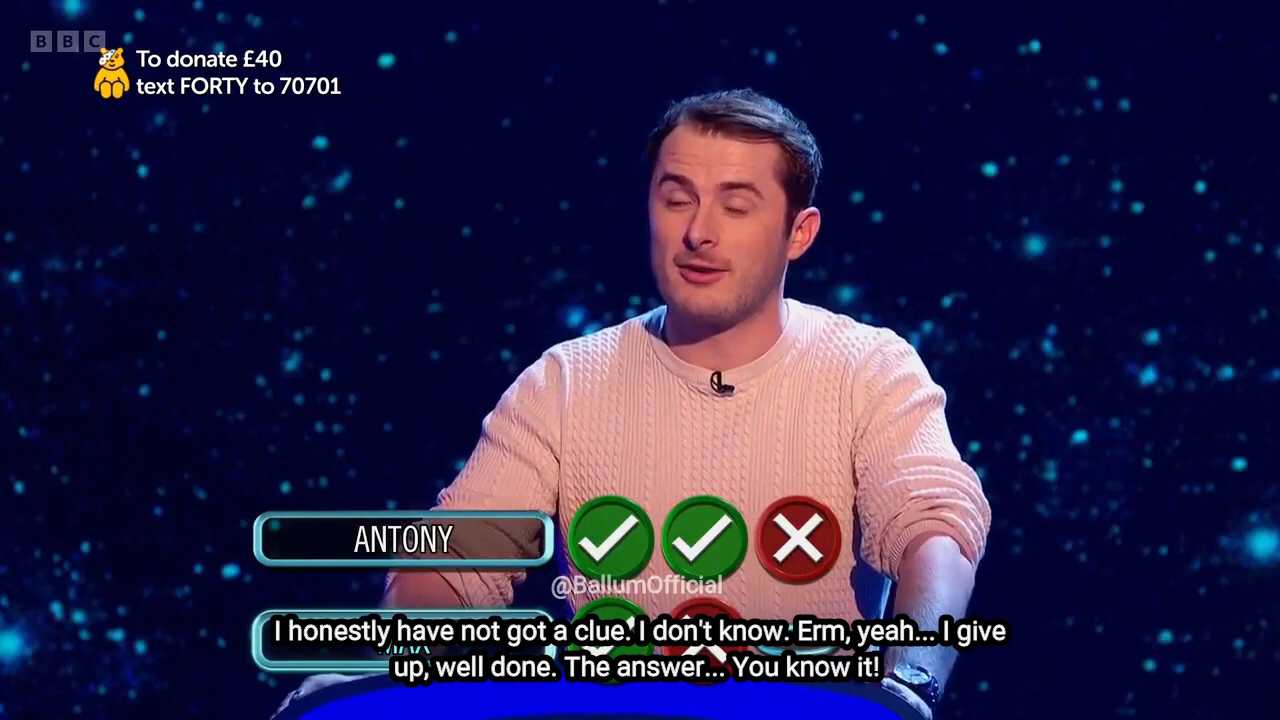 BBC
To donate £40
text FORTY to 70701
ANTONY
@BallumOfficial
I honestly have not got a clue. I don't know. Erm, yeah... I give
up, well done. The answer... You know it!